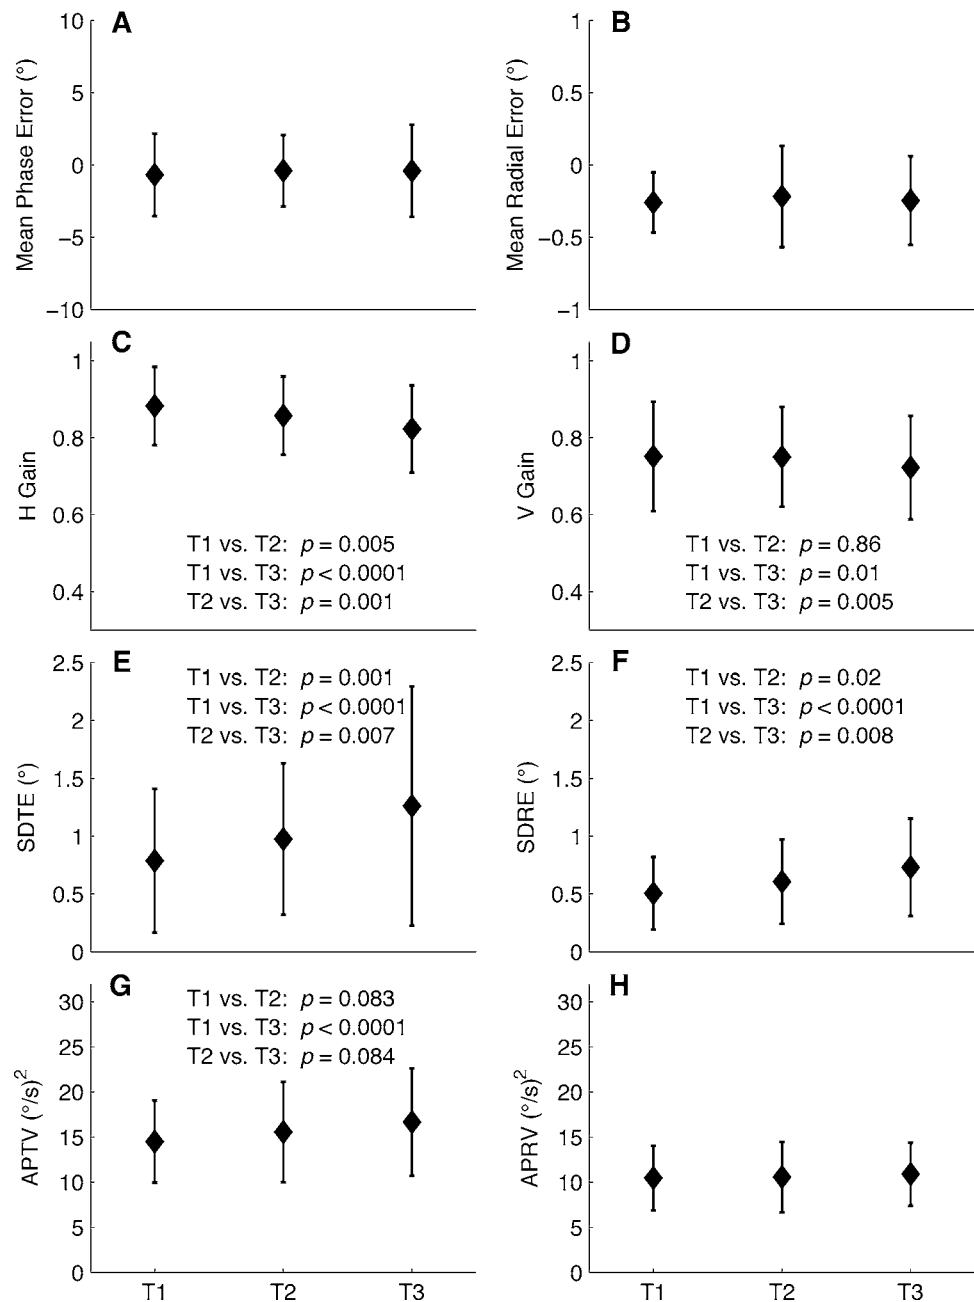 A
10
5
0
−5
−10
Mean Phase Error (°)
B
1
0.5
0
−0.5
−1
Mean Radial Error (°)
C
1
0.8
0.6
0.4
H Gain
T1 vs. T2: p = 0.005
T1 vs. T3: p < 0.0001
T2 vs. T3: p = 0.001
D
1
0.8
0.6
0.4
V Gain
T1 vs. T2: p = 0.86
T1 vs. T3: p = 0.01
T2 vs. T3: p = 0.005
E
2.5
2
1.5
1
0.5
0
SDTE (°)
T1 vs. T2: p = 0.001
T1 vs. T3: p < 0.0001
T2 vs. T3: p = 0.007
F
2.5
2
1.5
1
0.5
0
SDRE (°)
T1 vs. T2: p = 0.02
T1 vs. T3: p < 0.0001
T2 vs. T3: p = 0.008
G
30
25
20
15
10
5
0
APTV (°/s)²
T1 vs. T2: p = 0.083
T1 vs. T3: p < 0.0001
T2 vs. T3: p = 0.084
T1 T2 T3
H
30
25
20
15
10
5
0
APRV (°/s)²
T1 T2 T3